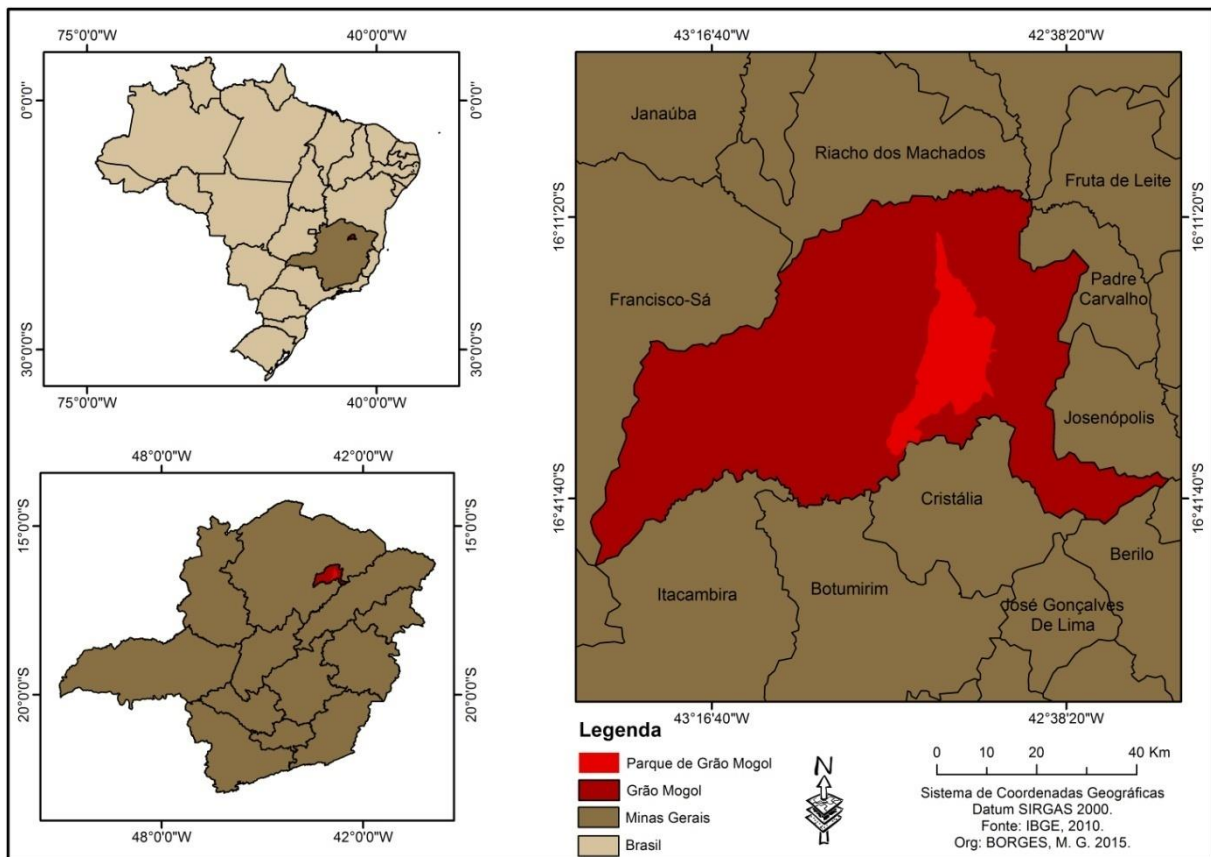 75°0'0"W
40°0'0"W
0°0'0"
0°0'0"
30°0'0"S
30°0'0"S
75°0'0"W
40°0'0"W
48°0'0"W
42°0'0"W
15°0'0"S
15°0'0"S
20°0'0"S
20°0'0"S
48°0'0"W
42°0'0"W
43°16'40"W
42°38'20"W
Janaúba
Riacho dos Machados
Fruta de Leite
16°11'20"S
16°11'20"S
Padre
Carvalho
Francisco-Sá
Josenópolis
16°41'40"S
16°41'40"S
Cristália
Berilo
Itacambira
Botumirim
José Gonçalves
De Lima
43°16'40"W
42°38'20"W
Legenda
Parque de Grão Mogol
Grão Mogol
Minas Gerais
Brasil
N
0 10 20 40 Km
Sistema de Coordenadas Geográficas
Datum SIRGAS 2000.
Fonte: IBGE, 2010.
Org: BORGES, M. G. 2015.